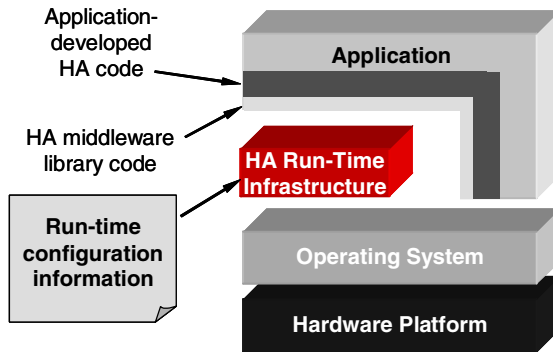 Application-
developed
HA code
Application
HA middleware
library code
HA Run-Time
Infrastructure
Run-time
configuration
information
Operating System
Hardware Platform